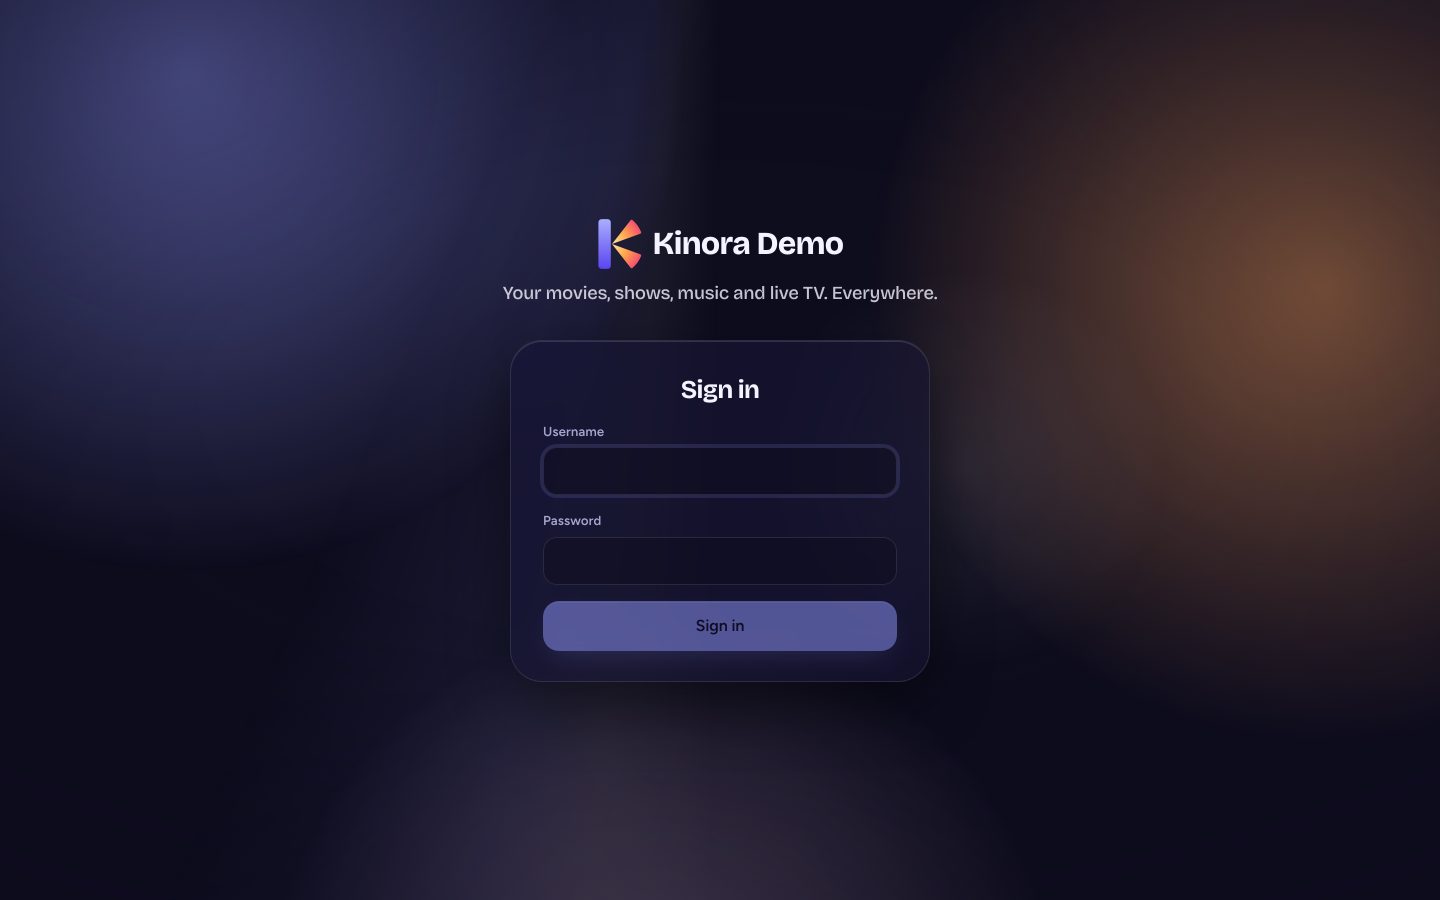 Kinora Demo
Your movies, shows, music and live TV. Everywhere.
Sign in
Username
Password
Sign in